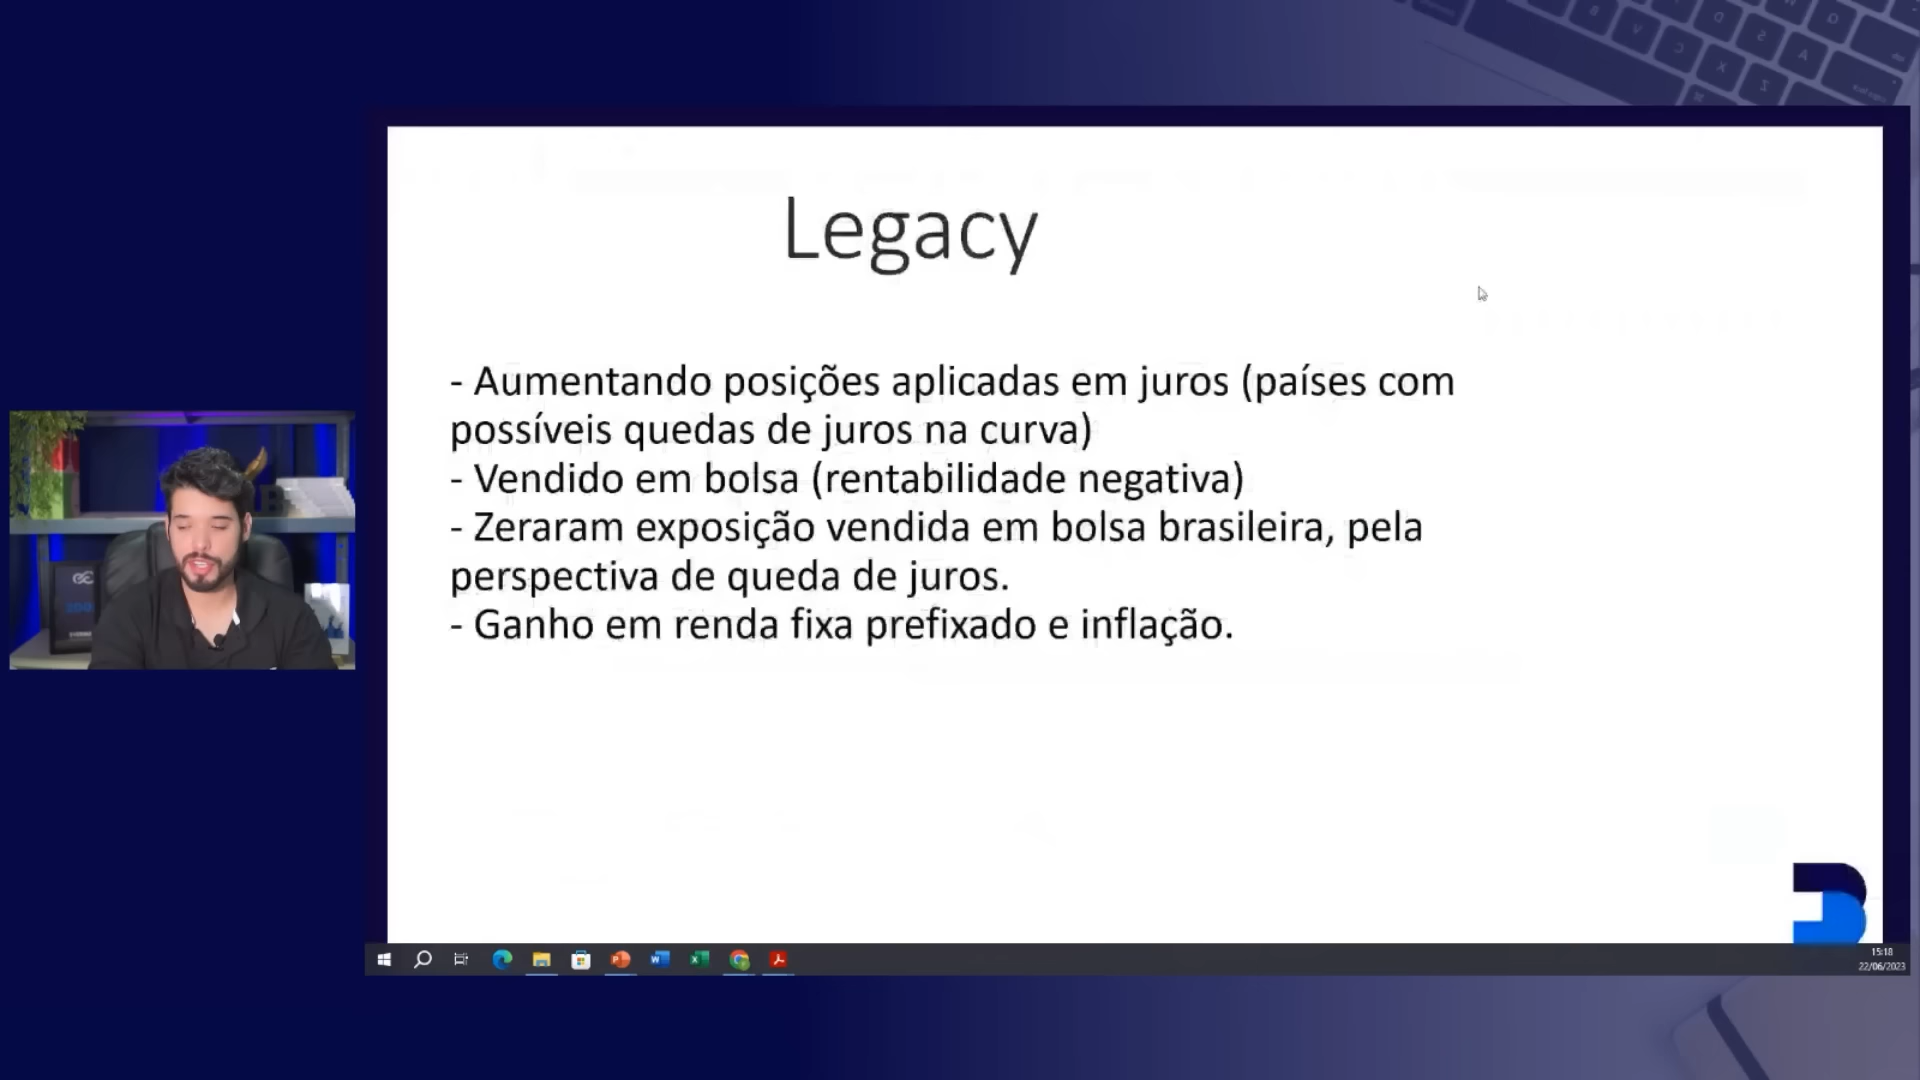 Legacy
- Aumentando posições aplicadas em juros (países com
possíveis quedas de juros na curva)
- Vendido em bolsa (rentabilidade negativa)
- Zeraram exposição vendida em bolsa brasileira, pela
perspectiva de queda de juros.
- Ganho em renda fixa prefixado e inflação.
15:18
22/06/2023